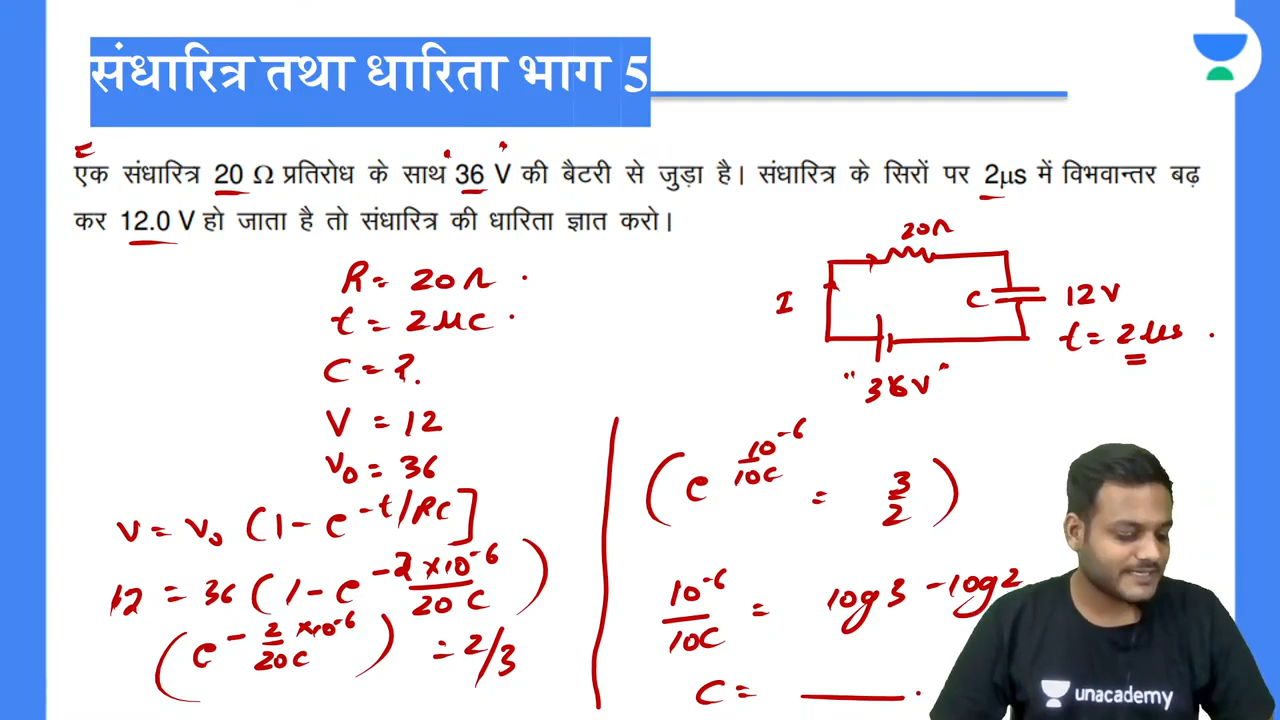 संधारित्र तथा धारिता भाग 5
एक संधारित्र 20 Ω प्रतिरोध के साथ 36 V की बैटरी से जुड़ा है। संधारित्र के सिरों पर 2μs में विभवान्तर बढ़
कर 12.0 V हो जाता है तो संधारित्र की धारिता ज्ञात करो।
R = 20Ω
t = 2μC
C = ?
V = 12
V₀ = 36
V = V₀ (1 - e^-t/RC]
12 = 36 (1 - e^-2×10^-6/20C)
(e^-2×10^-6/20C) = 2/3
20Ω
I
C
12V
t = 2μs
"36V"
(e^10^-6/10C = 3/2)
10^-6/10C = log3 - log2
C = ____
unacademy